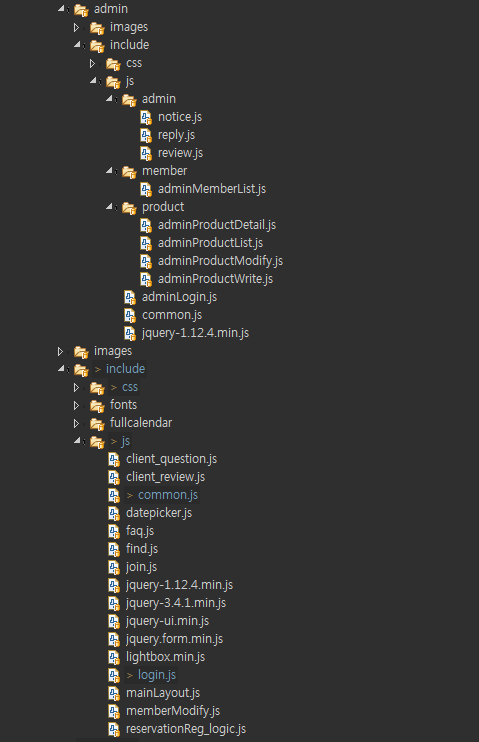 admin
images
include
css
js
admin
notice.js
reply.js
review.js
member
adminMemberList.js
product
adminProductDetail.js
adminProductList.js
adminProductModify.js
adminProductWrite.js
adminLogin.js
common.js
jquery-1.12.4.min.js
images
> include
> css
fonts
fullcalendar
> js
client_question.js
client_review.js
> common.js
datepicker.js
faq.js
find.js
join.js
jquery-1.12.4.min.js
jquery-3.4.1.min.js
jquery-ui.min.js
jquery.form.min.js
lightbox.min.js
> login.js
mainLayout.js
memberModify.js
reservationReg_logic.js